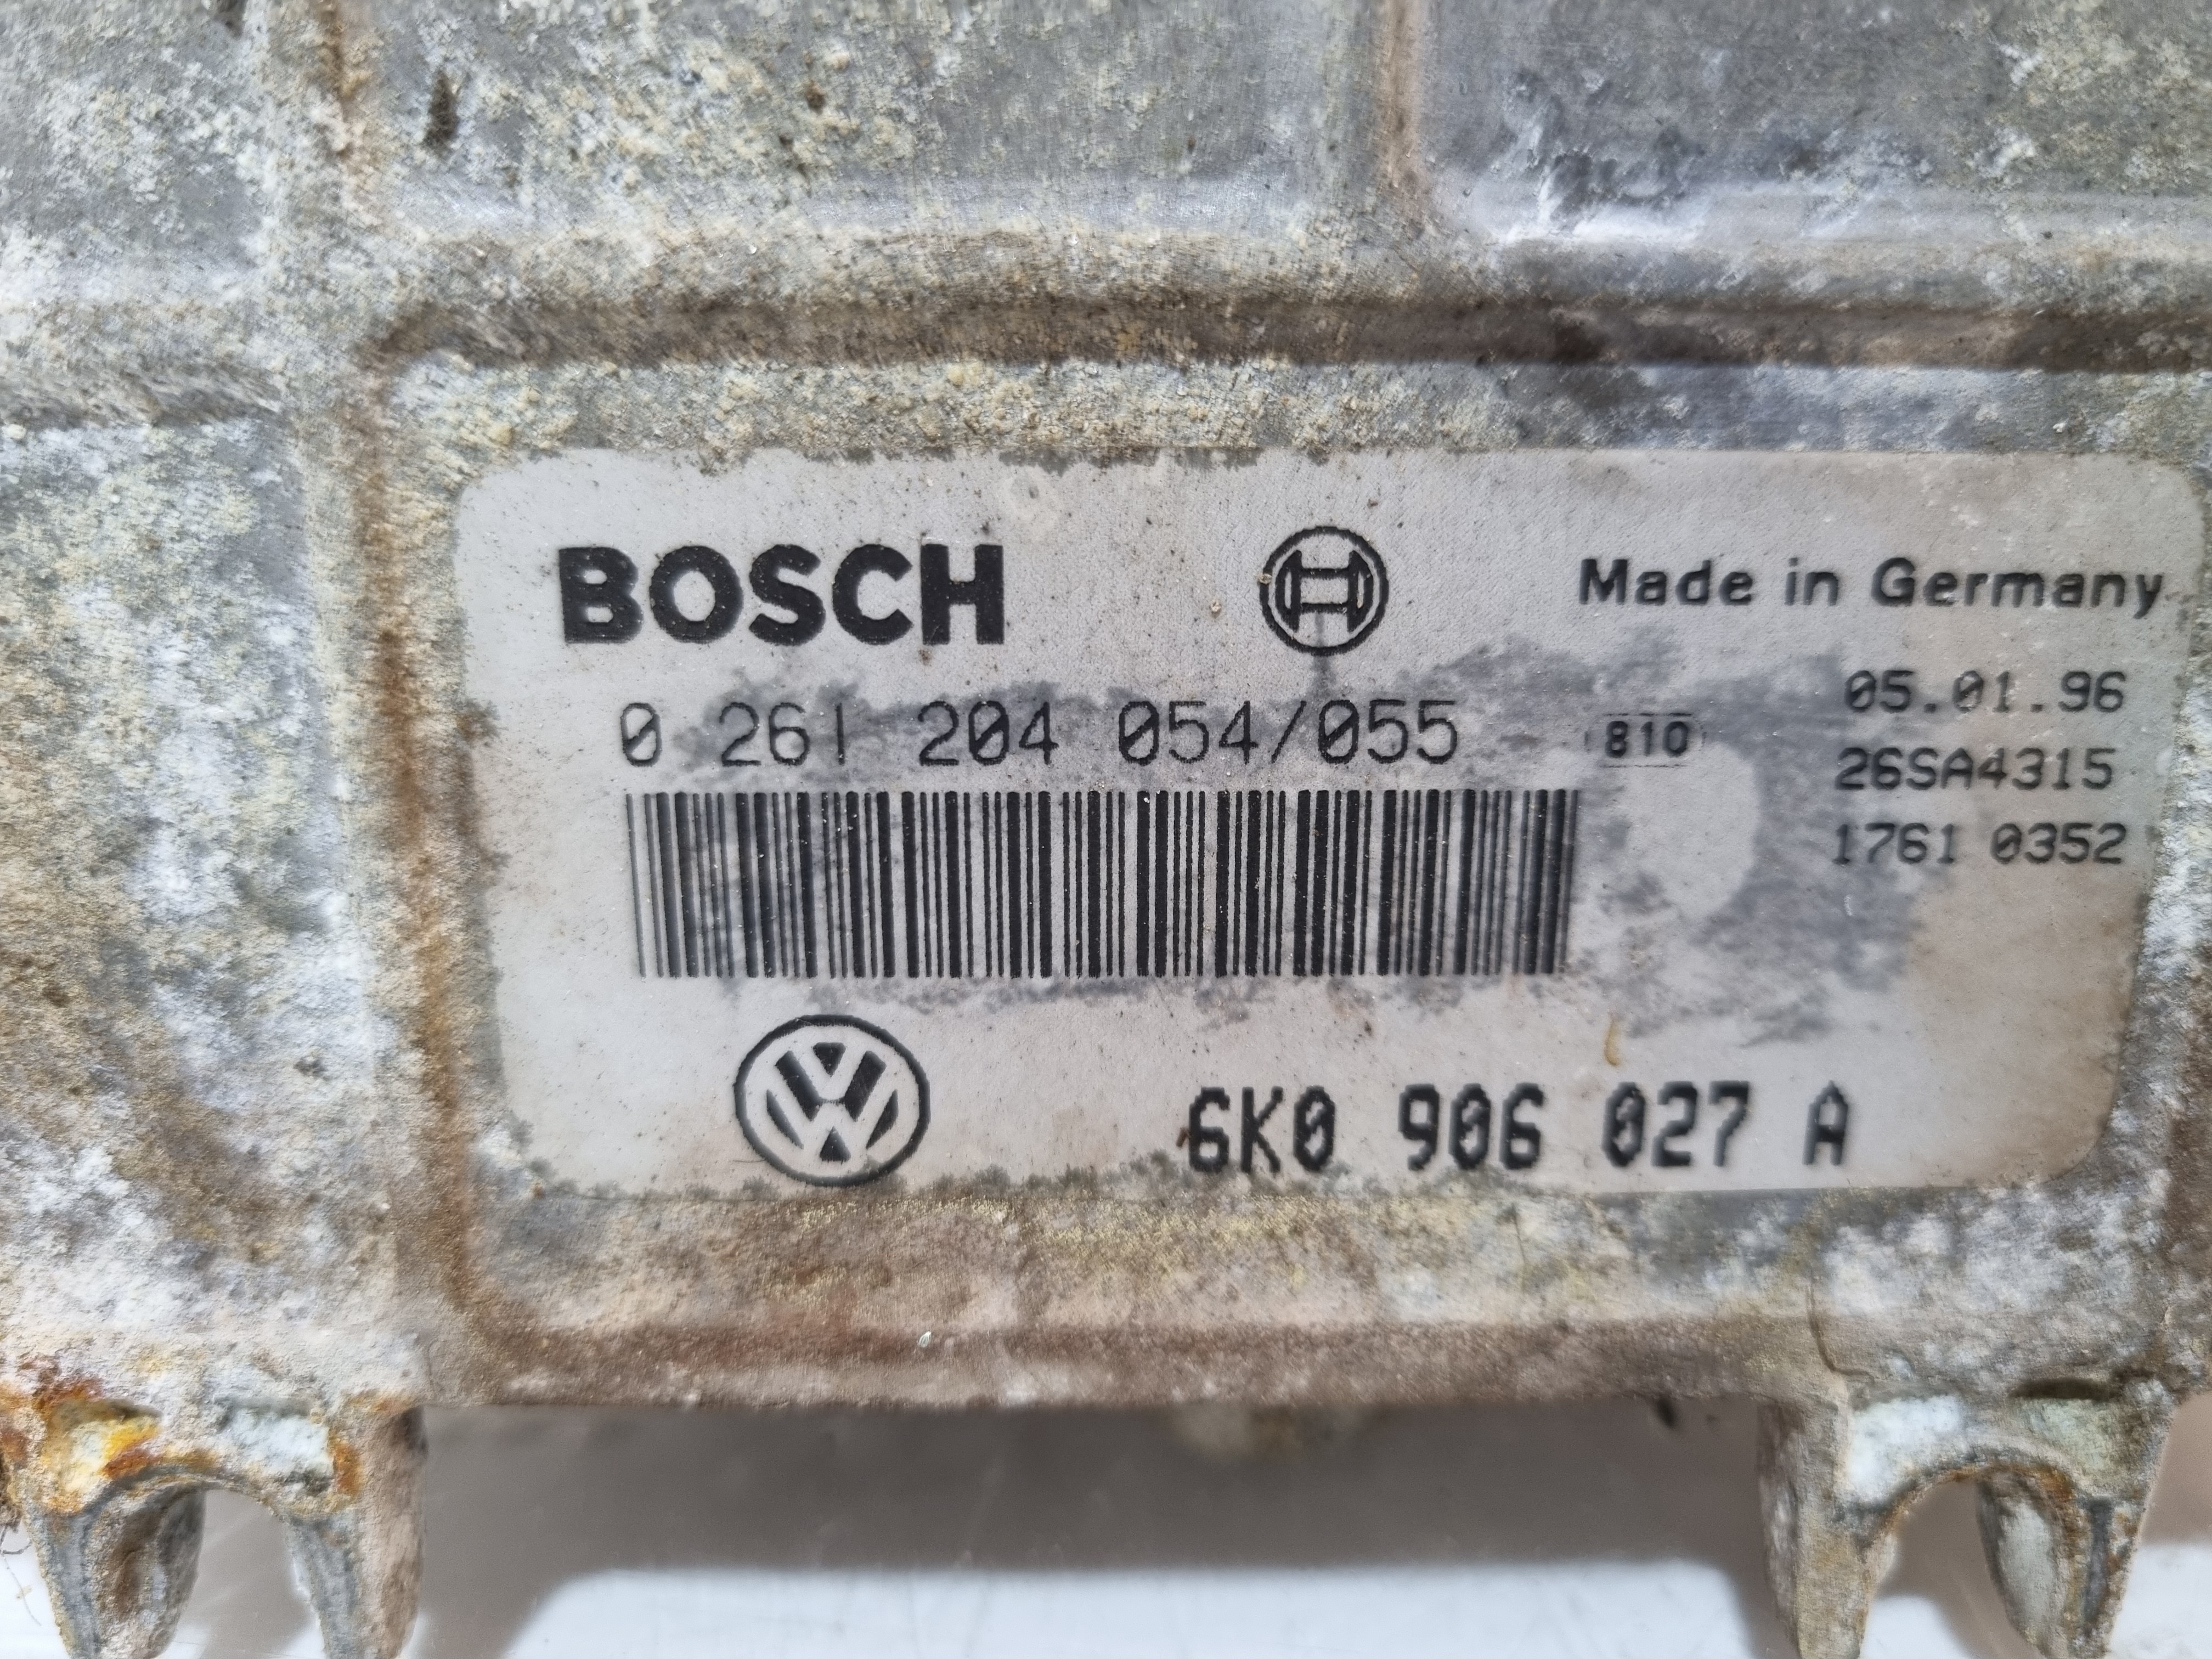 BOSCH
Made in Germany
05.01.96
0 261 204 054/055
810
26SA4315
1761 0352
6K0 906 027 A